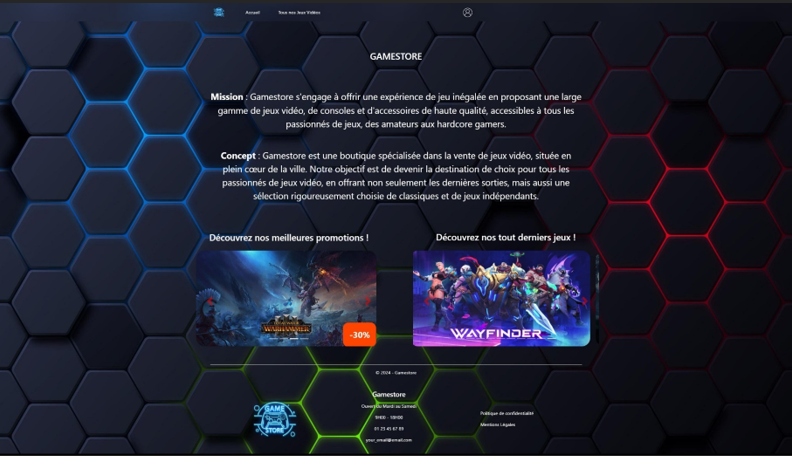 Accueil
Tous nos Jeux Vidéos
GAMESTORE
Mission : Gamestore s'engage à offrir une expérience de jeu inégalée en proposant une large
gamme de jeux vidéo, de consoles et d'accessoires de haute qualité, accessibles à tous les
passionnés de jeux, des amateurs aux hardcore gamers.
Concept : Gamestore est une boutique spécialisée dans la vente de jeux vidéo, située en
plein cœur de la ville. Notre objectif est de devenir la destination de choix pour tous les
passionnés de jeux vidéo, en offrant non seulement les dernières sorties, mais aussi une
sélection rigoureusement choisie de classiques et de jeux indépendants.
Découvrez nos meilleures promotions !
Découvrez nos tout derniers jeux !
WARHAMMER
-30%
WAYFINDER
© 2024 - Gamestore
GAME
STORE
Gamestore
Ouvert du Mardi au Samedi
9H00 - 19H00
01 23 45 67 89
your_email@email.com
Politique de confidentialité
Mentions Légales